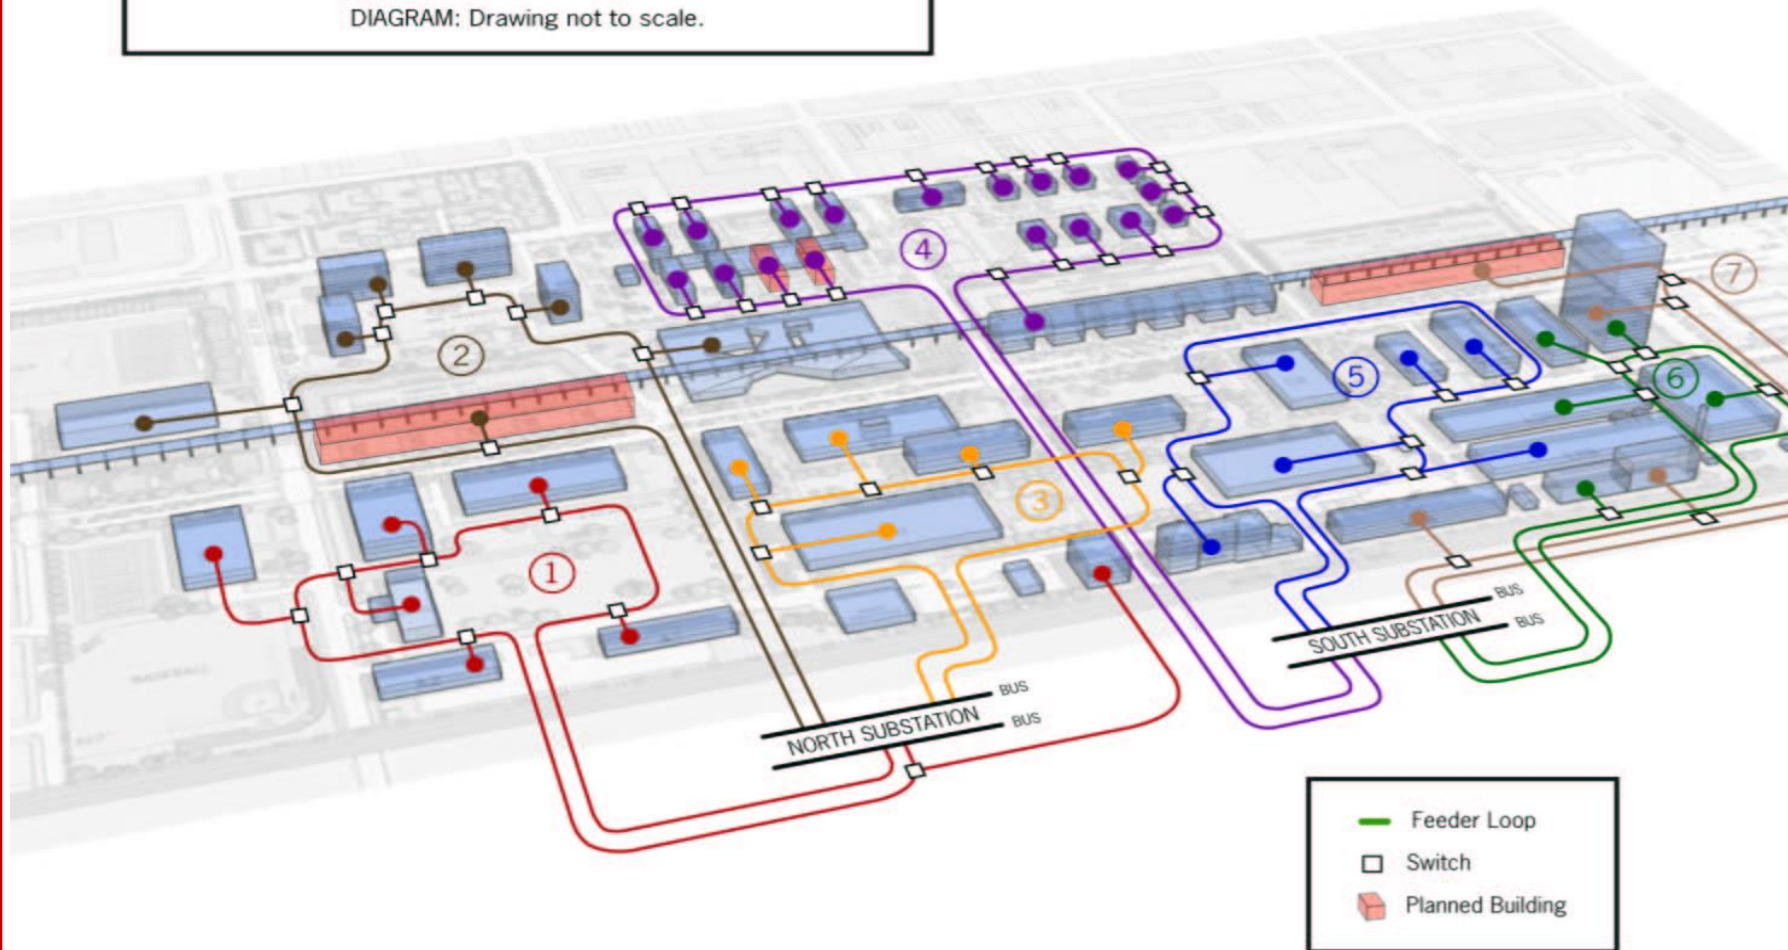 DIAGRAM: Drawing not to scale.
4
7
2
5
6
3
1
BUS
SOUTH SUBSTATION
BUS
BUS
NORTH SUBSTATION
BUS
Feeder Loop
Switch
Planned Building